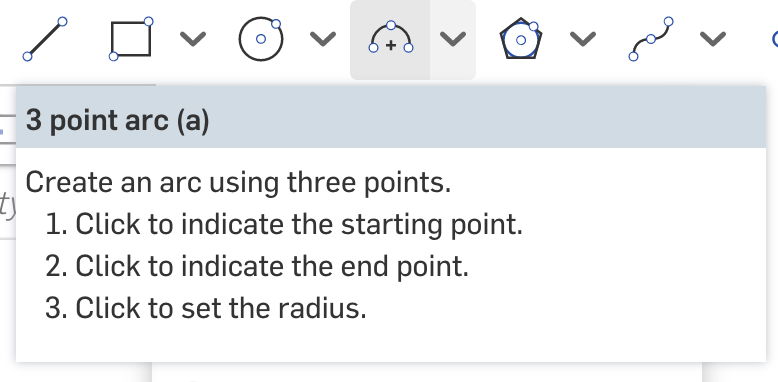 3 point arc (a)
ty
Create an arc using three points.
1. Click to indicate the starting point.
2. Click to indicate the end point.
3. Click to set the radius.